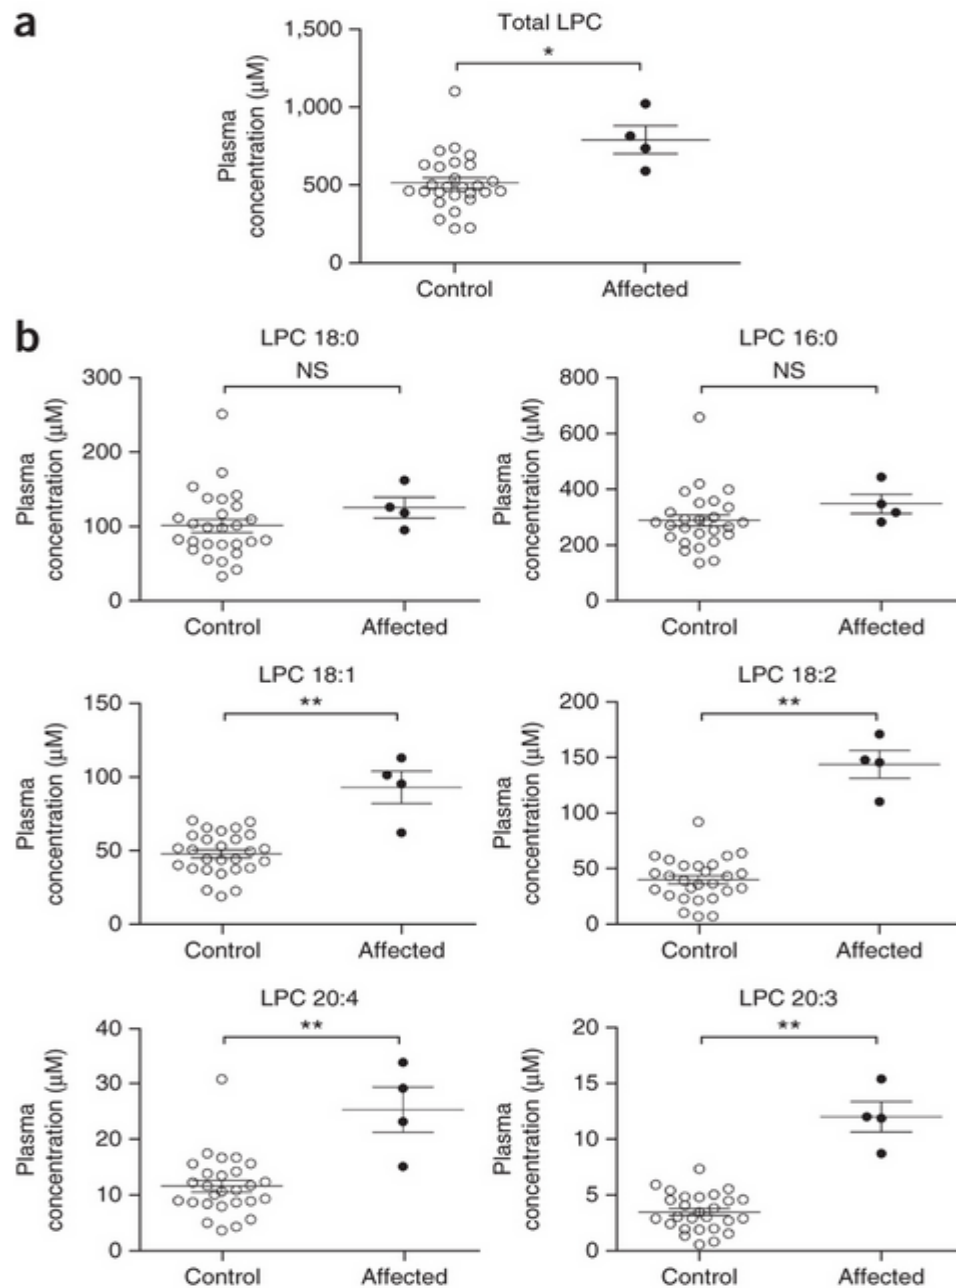 a
Total LPC
Plasma
concentration (μM)
1,500
1,000
500
0
*
Control
Affected
b
LPC 18:0
Plasma
concentration (μM)
300
200
100
0
NS
Control
Affected
LPC 16:0
Plasma
concentration (μM)
800
600
400
200
0
NS
Control
Affected
LPC 18:1
Plasma
concentration (μM)
150
100
50
0
**
Control
Affected
LPC 18:2
Plasma
concentration (μM)
200
150
100
50
0
**
Control
Affected
LPC 20:4
Plasma
concentration (μM)
40
30
20
10
0
**
Control
Affected
LPC 20:3
Plasma
concentration (μM)
20
15
10
5
0
**
Control
Affected